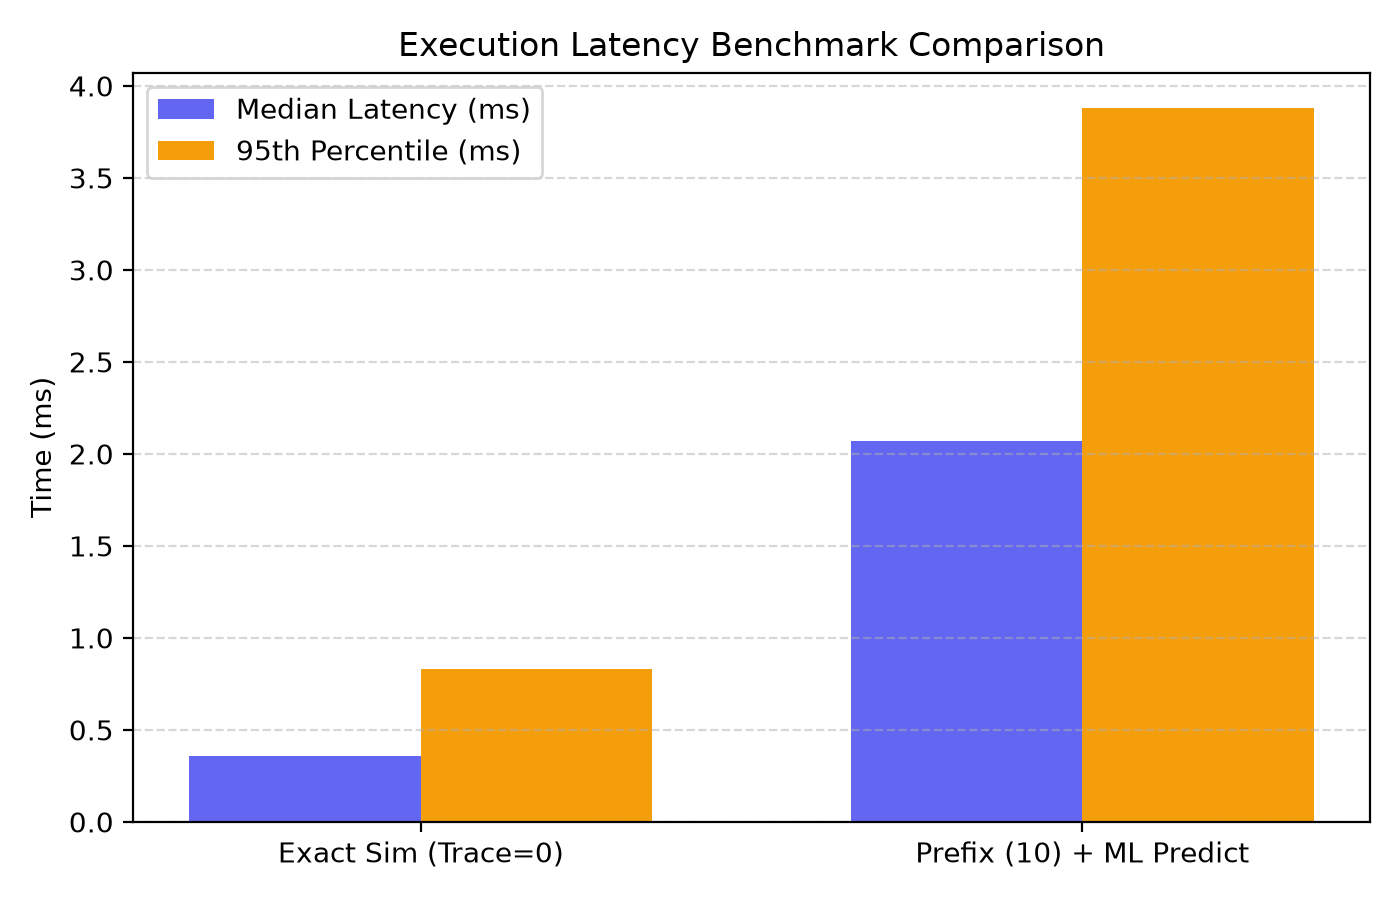 Execution Latency Benchmark Comparison
Median Latency (ms)
95th Percentile (ms)
Time (ms)
4.0
3.5
3.0
2.5
2.0
1.5
1.0
0.5
0.0
Exact Sim (Trace=0)
Prefix (10) + ML Predict